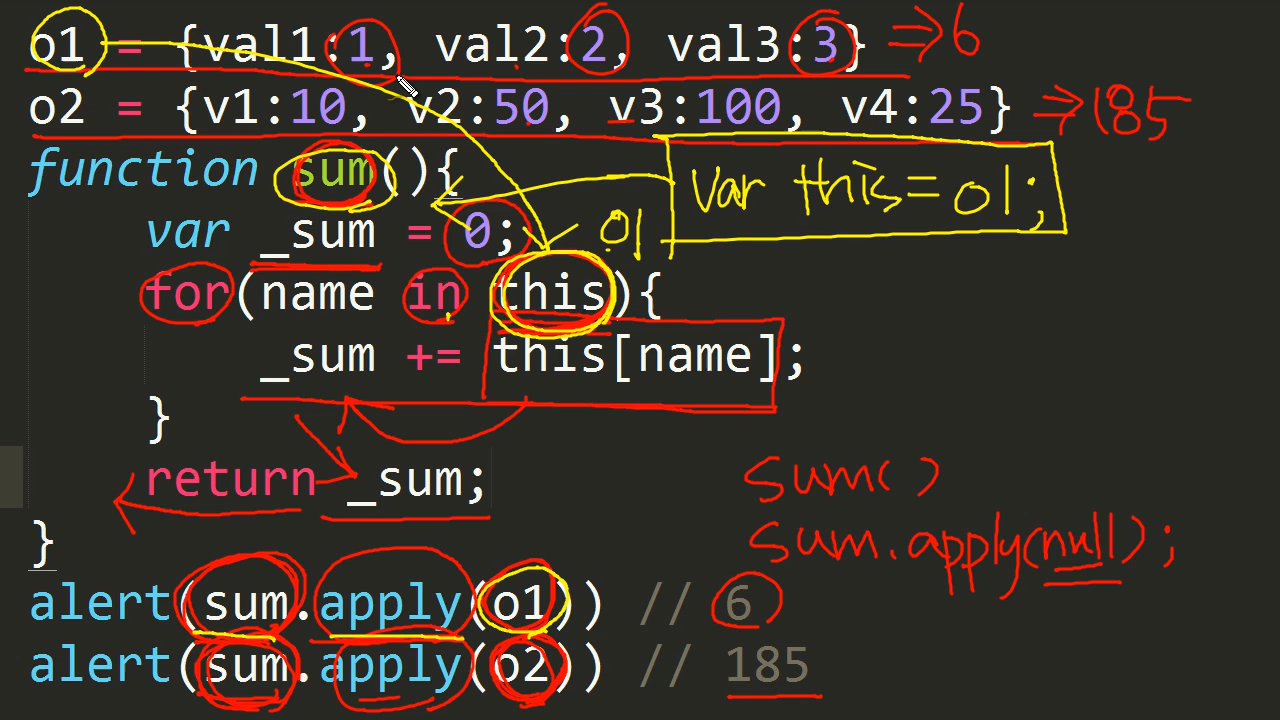 o1 = {val1:1, val2:2, val3:3} ⇒6
o2 = {v1:10, v2:50, v3:100, v4:25} ⇒185
function sum(){
var this=o1;
var _sum = 0; o1
for(name in this){
_sum += this[name];
}
return _sum;
sum()
sum.apply(null);
}
alert(sum.apply(o1)) // 6
alert(sum.apply(o2)) // 185